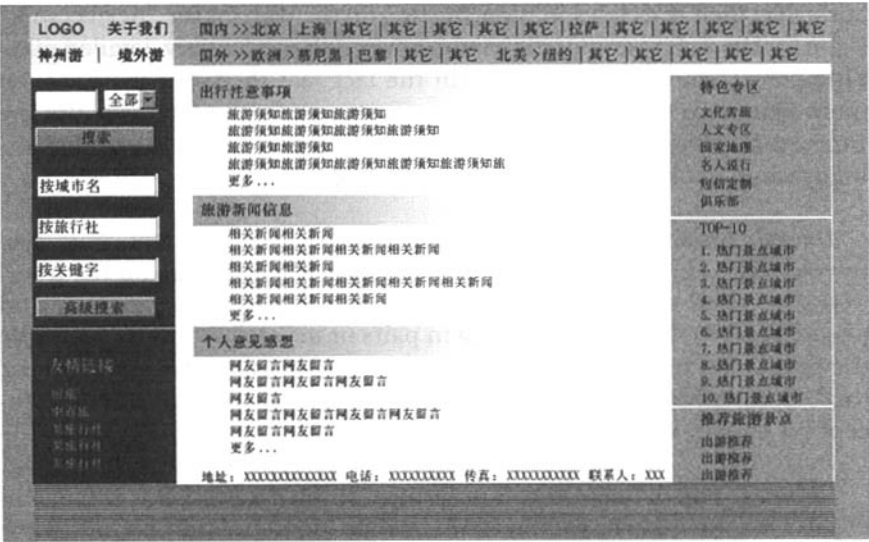 LOGO 关于我们 国内>>北京|上海|其它|其它|其它|其它|拉萨|其它|其它|其它|其它|其它
神州游 | 境外游 国外>>欧洲>慕尼黑|巴黎|其它|其它 北美>纽约|其它|其它|其它|其它|其它
全部
搜索
按城市名
按旅行社
按关键字
高级搜索
友情链接
出行注意事项
旅游须知旅游须知旅游须知
旅游须知旅游须知旅游须知旅游须知
旅游须知旅游须知
旅游须知旅游须知旅游须知旅游须知旅游须知旅
更多...
旅游新闻信息
相关新闻相关新闻
相关新闻相关新闻相关新闻相关新闻
相关新闻相关新闻
相关新闻相关新闻相关新闻相关新闻相关新闻
相关新闻相关新闻相关新闻
更多...
个人意见感想
网友留言网友留言
网友留言网友留言网友留言
网友留言
网友留言网友留言网友留言网友留言
网友留言网友留言
更多...
地址: XXXXXXXXXXXXXX 电话: XXXXXXXXXX 传真: XXXXXXXXXXX 联系人: XXX
特色专区
文化苦旅
人文专区
国家地理
名人说行
短信定制
俱乐部
TOP-10
1. 热门景点城市
2. 热门景点城市
3. 热门景点城市
4. 热门景点城市
5. 热门景点城市
6. 热门景点城市
7. 热门景点城市
8. 热门景点城市
9. 热门景点城市
10. 热门景点城市
推荐旅游景点
出游推荐
出游推荐
出游推荐